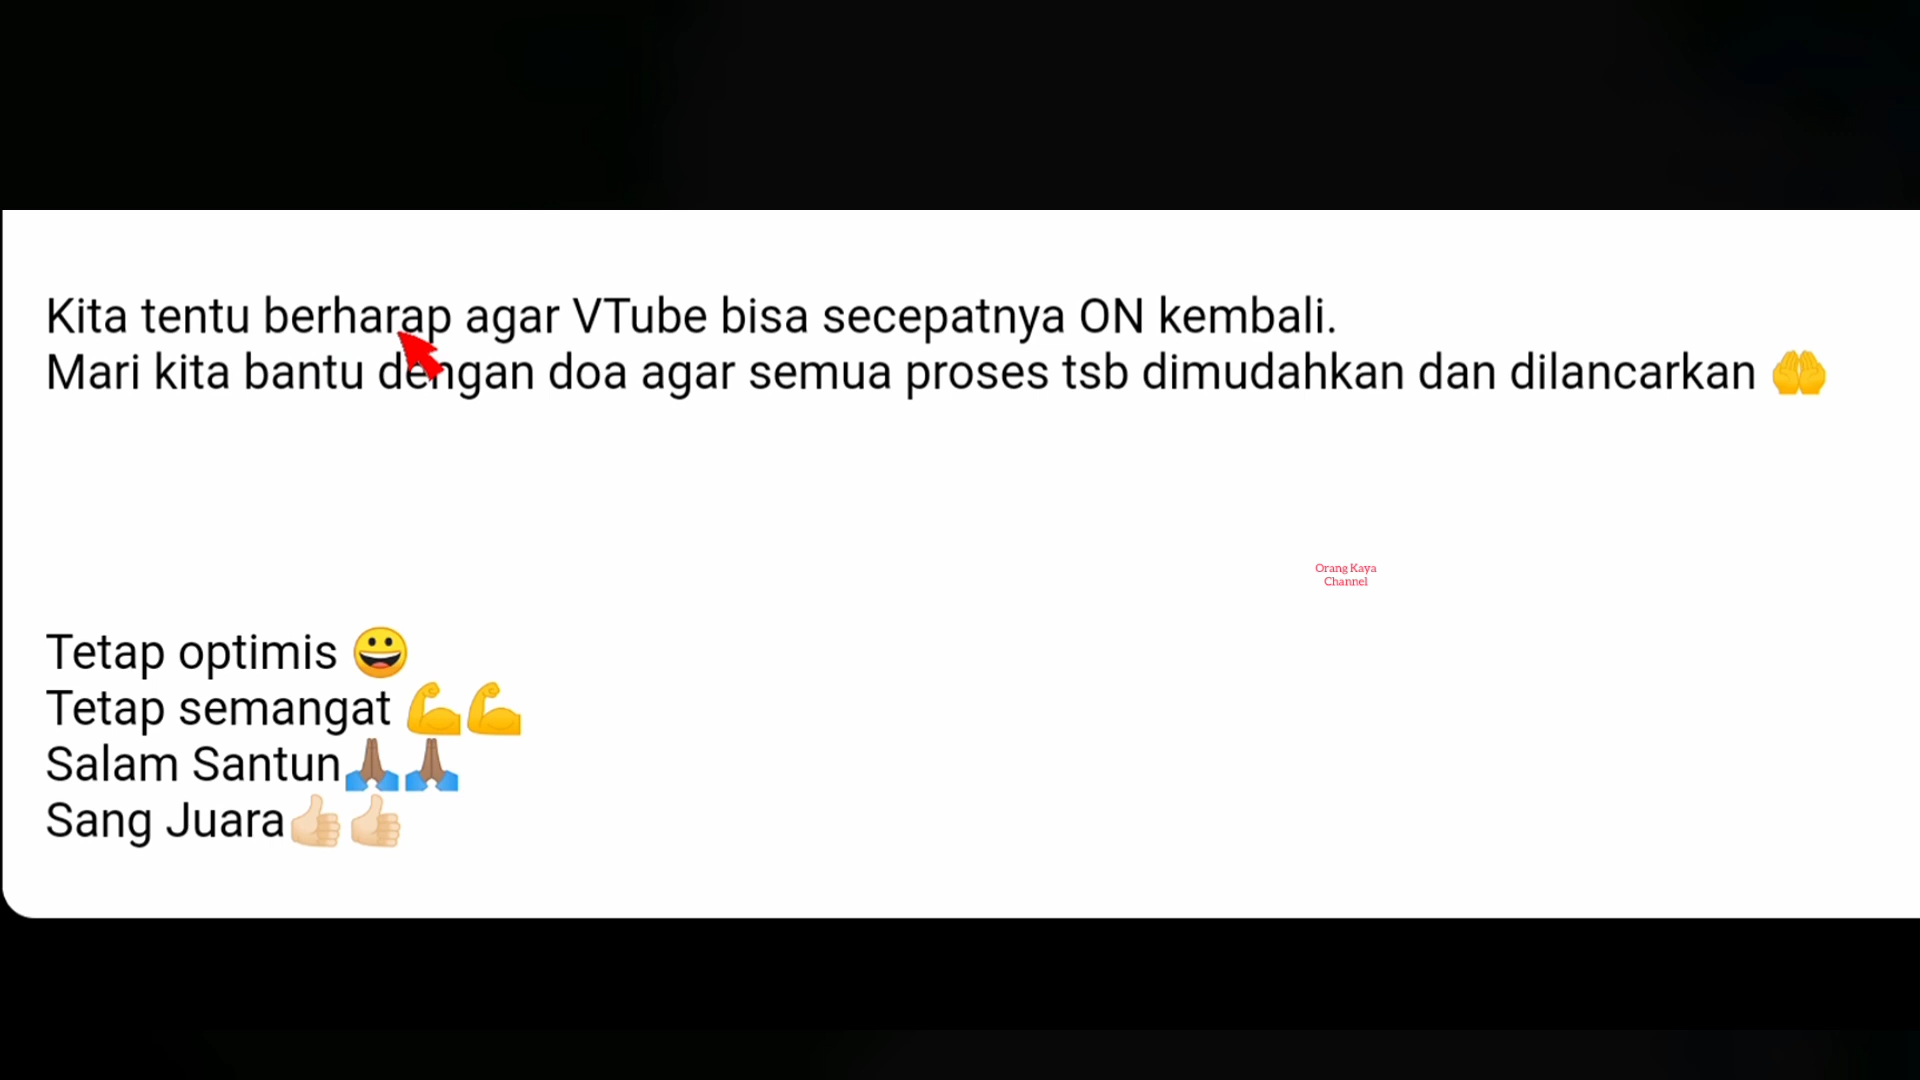 Kita tentu berharap agar VTube bisa secepatnya ON kembali.
Mari kita bantu dengan doa agar semua proses tsb dimudahkan dan dilancarkan 🤲
Orang Kaya
Channel
Tetap optimis 😀
Tetap semangat 💪💪
Salam Santun🙏🏾🙏🏾
Sang Juara👍🏻👍🏻